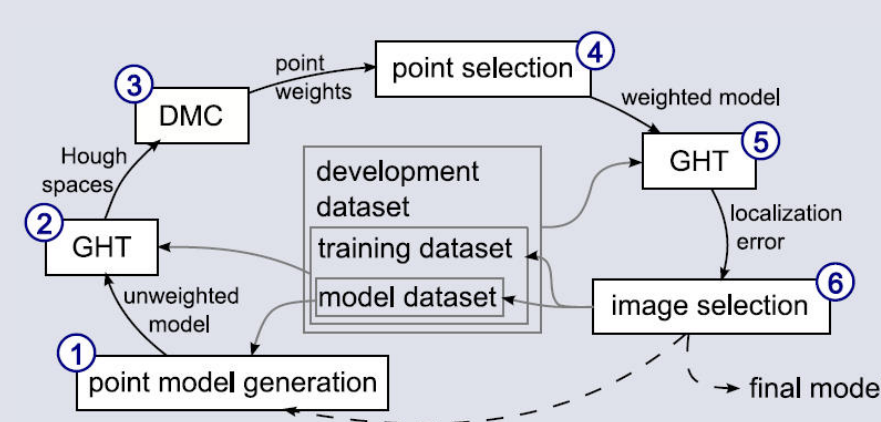 point
weights
4
point selection
3
DMC
weighted model
5
GHT
Hough
spaces
development
dataset
training dataset
model dataset
localization
error
2
GHT
unweighted
model
6
image selection
1
point model generation
final mode